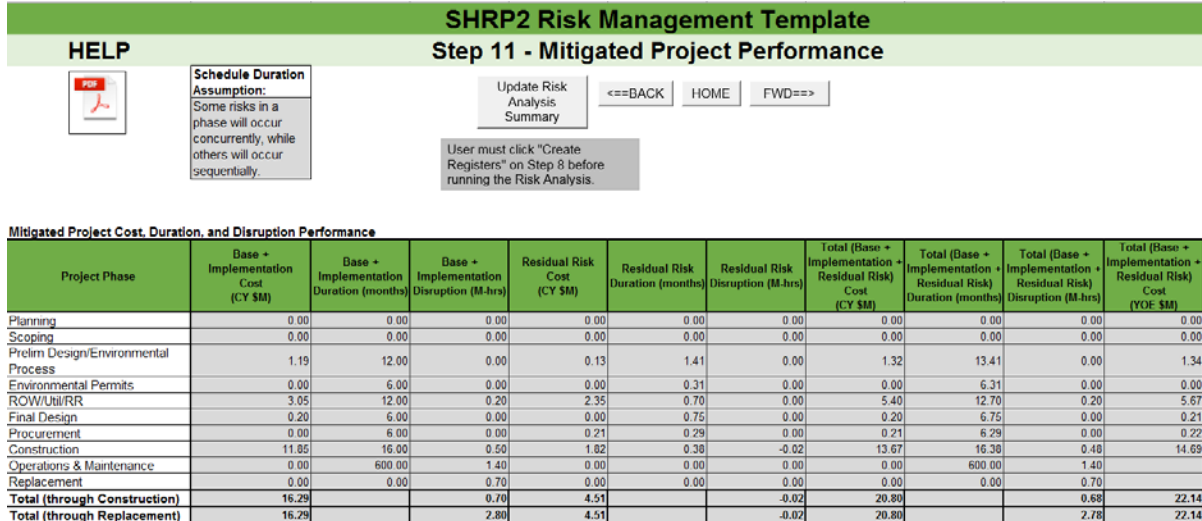 SHRP2 Risk Management Template
HELP
Step 11 - Mitigated Project Performance
PDF
Schedule Duration
Assumption:
Some risks in a
phase will occur
concurrently, while
others will occur
sequentially.
Update Risk
Analysis
Summary
<==BACK
HOME
FWD==>
User must click "Create
Registers" on Step 8 before
running the Risk Analysis.
Mitigated Project Cost, Duration, and Disruption Performance
Project Phase
Base +
Implementation
Cost
(CY $M)
Base +
Implementation
Duration (months)
Base +
Implementation
Disruption (M-hrs)
Residual Risk
Cost
(CY $M)
Residual Risk
Duration (months)
Residual Risk
Disruption (M-hrs)
Total (Base +
Implementation +
Residual Risk)
Cost
(CY $M)
Total (Base +
Implementation +
Residual Risk)
Duration (months)
Total (Base +
Implementation +
Residual Risk)
Disruption (M-hrs)
Total (Base +
Implementation +
Residual Risk)
Cost
(YOE $M)
Planning 0.00 0.00 0.00 0.00 0.00 0.00 0.00 0.00 0.00 0.00
Scoping 0.00 0.00 0.00 0.00 0.00 0.00 0.00 0.00 0.00 0.00
Prelim Design/Environmental
Process 1.19 12.00 0.00 0.13 1.41 0.00 1.32 13.41 0.00 1.34
Environmental Permits 0.00 6.00 0.00 0.00 0.31 0.00 0.00 6.31 0.00 0.00
ROW/Util/RR 3.05 12.00 0.20 2.35 0.70 0.00 5.40 12.70 0.20 5.67
Final Design 0.20 6.00 0.00 0.00 0.75 0.00 0.20 6.75 0.00 0.21
Procurement 0.00 6.00 0.00 0.21 0.29 0.00 0.21 6.29 0.00 0.22
Construction 11.85 16.00 0.50 1.82 0.38 -0.02 13.67 16.38 0.48 14.69
Operations & Maintenance 0.00 600.00 1.40 0.00 0.00 0.00 0.00 600.00 1.40
Replacement 0.00 0.00 0.70 0.00 0.00 0.00 0.00 0.00 0.70
Total (through Construction) 16.29 0.70 4.51 -0.02 20.80 0.68 22.14
Total (through Replacement) 16.29 2.80 4.51 -0.02 20.80 2.78 22.14